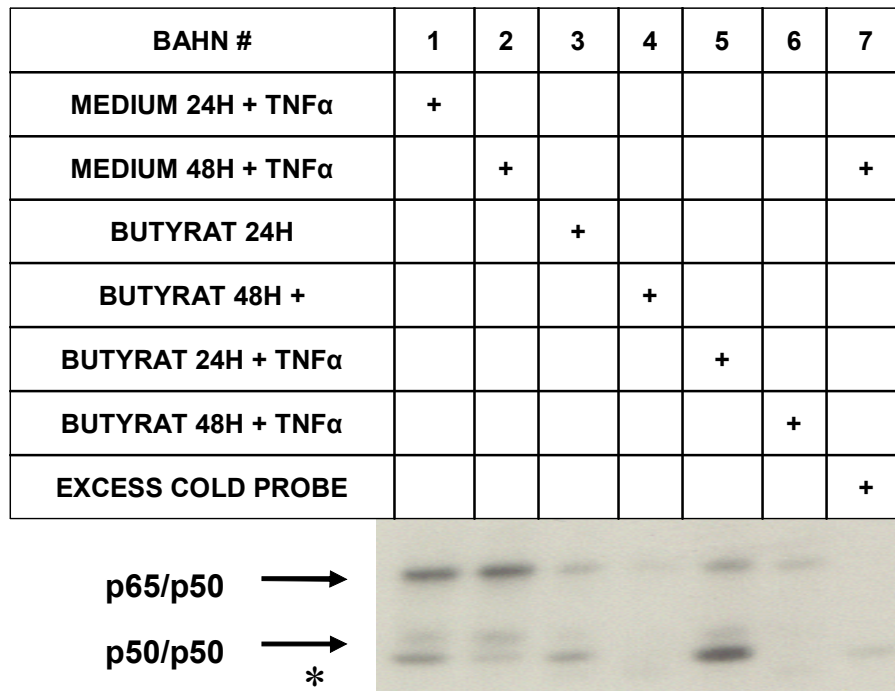 BAHN # 1 2 3 4 5 6 7
MEDIUM 24H + TNFα +
MEDIUM 48H + TNFα + +
BUTYRAT 24H +
BUTYRAT 48H + +
BUTYRAT 24H + TNFα +
BUTYRAT 48H + TNFα +
EXCESS COLD PROBE +
p65/p50
p50/p50
*